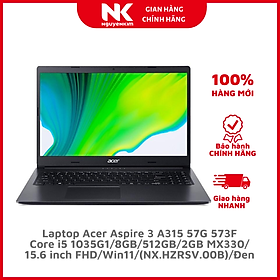 NK
NGUYENKIM
GIAN HÀNG
CHÍNH HÃNG
100%
HÀNG MỚI
Bảo hành
CHÍNH HÃNG
Giao hàng
NHANH
acer
Laptop Acer Aspire 3 A315 57G 573F
Core i5 1035G1/8GB/512GB/2GB MX330/
15.6 inch FHD/Win11/(NX.HZRSV.00B)/Đen